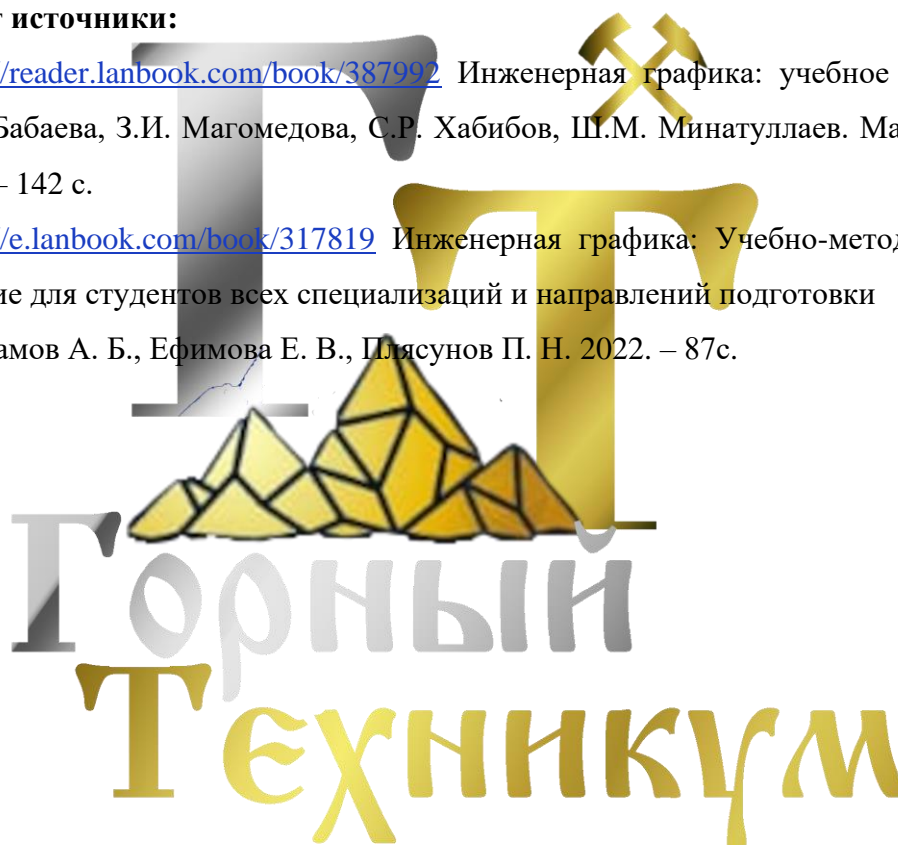 т источники:
//reader.lanbook.com/book/387992 Инженерная графика: учебное
Бабаева, З.И. Магомедова, С.Р. Хабибов, Ш.М. Минатуллаев. Ма
– 142 с.
//e.lanbook.com/book/317819 Инженерная графика: Учебно-метод
ие для студентов всех специализаций и направлений подготовки
амов А. Б., Ефимова Е. В., Плясунов П. Н. 2022. – 87с.
ГТ
Горный
Техникум